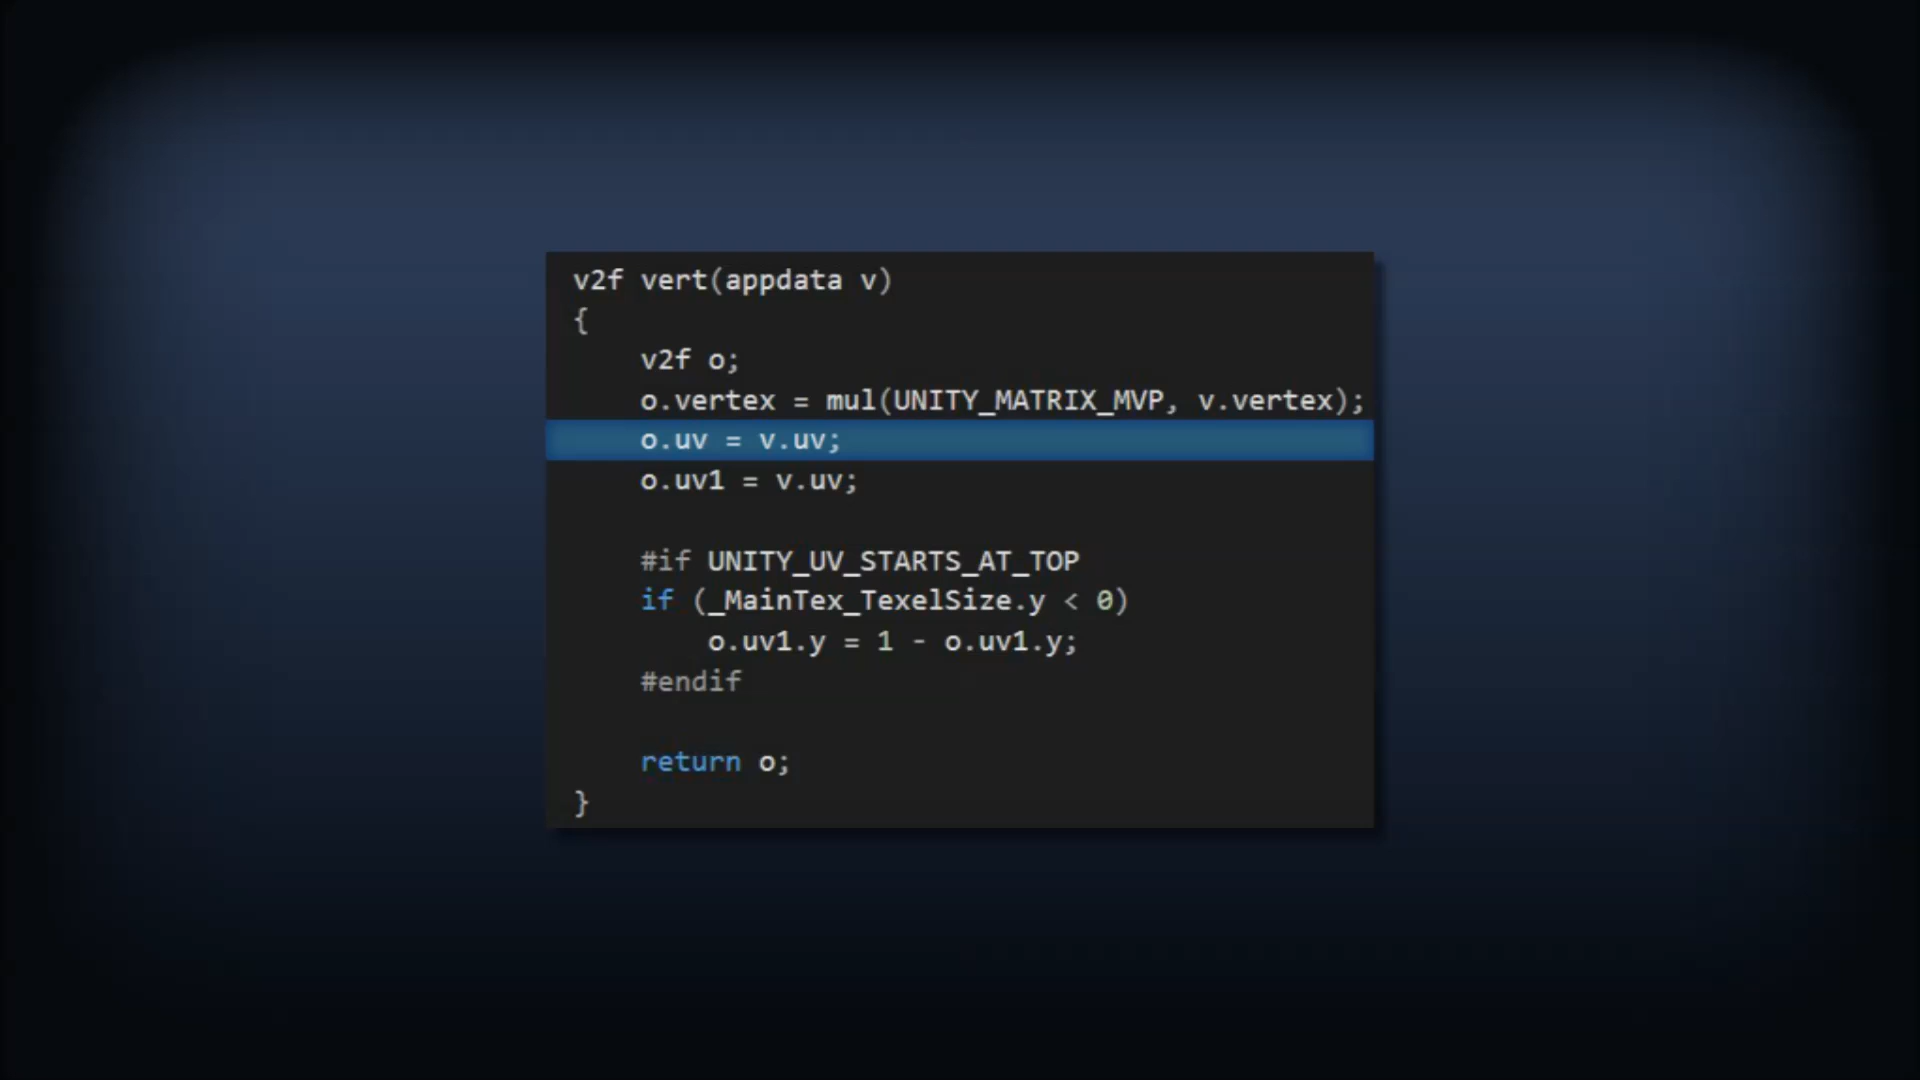 v2f vert(appdata v)
{
v2f o;
o.vertex = mul(UNITY_MATRIX_MVP, v.vertex);
o.uv = v.uv;
o.uv1 = v.uv;
#if UNITY_UV_STARTS_AT_TOP
if (_MainTex_TexelSize.y < 0)
o.uv1.y = 1 - o.uv1.y;
#endif
return o;
}